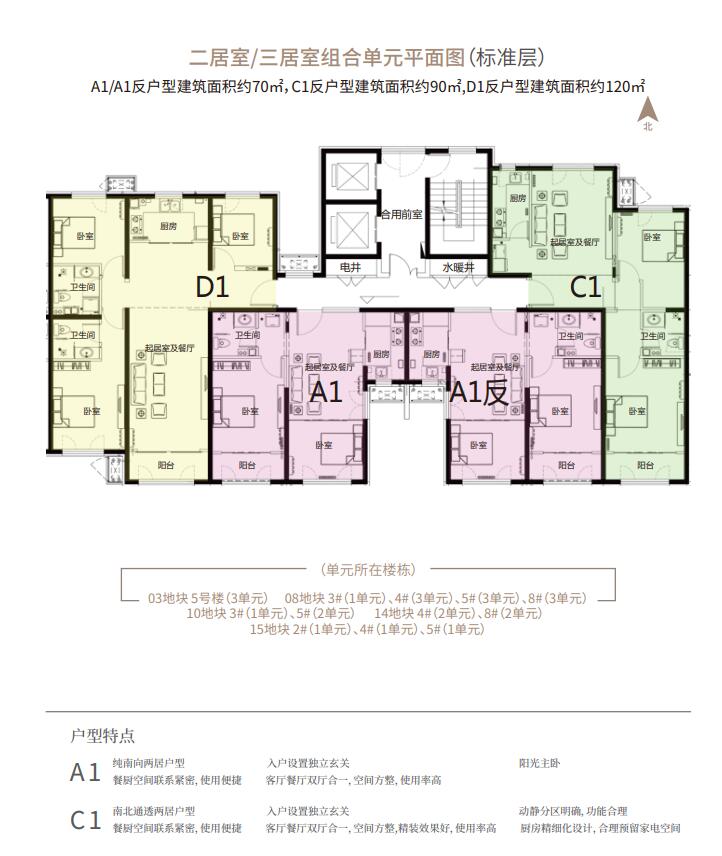 二居室/三居室组合单元平面图(标准层)
A1/A1反户型建筑面积约70㎡,C1反户型建筑面积约90㎡,D1反户型建筑面积约120㎡
北
合用前室
电井
水暖井
卧室
厨房
卧室
D1
卫生间
卫生间
起居室及餐厅
卧室
阳台
卫生间
起居室及餐厅
厨房
A1
卧室
卧室
阳台
厨房
起居室及餐厅
卫生间
A1反
卧室
卧室
阳台
厨房
起居室及餐厅
卧室
C1
卫生间
卧室
阳台
(单元所在楼栋)
03地块 5号楼(3单元) 08地块 3#(1单元)、4#(3单元)、5#(3单元)、8#(3单元)
10地块 3#(1单元)、5#(2单元) 14地块 4#(2单元)、8#(2单元)
15地块 2#(1单元)、4#(1单元)、5#(1单元)
户型特点
A1
纯南向两居户型 入户设置独立玄关 阳光主卧
餐厨空间联系紧密,使用便捷 客厅餐厅双厅合一,空间方整,使用率高
C1
南北通透两居户型 入户设置独立玄关 动静分区明确,功能合理
餐厨空间联系紧密,使用便捷 客厅餐厅双厅合一,空间方整,精装效果好,使用率高 厨房精细化设计,合理预留家电空间